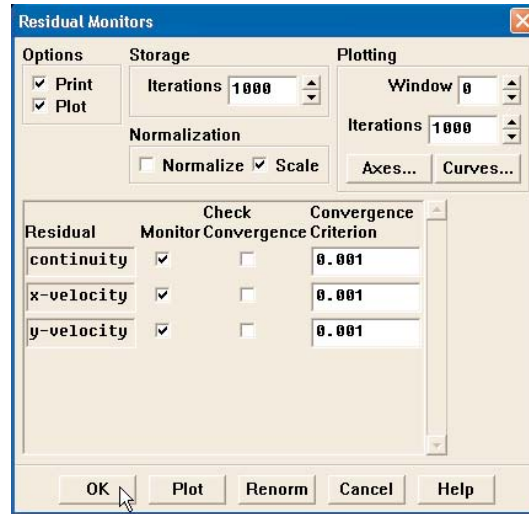 Residual Monitors
Options
Print
Plot
Storage
Iterations 1000
Normalization
Normalize Scale
Plotting
Window 0
Iterations 1000
Axes... Curves...
Residual Monitor Check Convergence Convergence Criterion
continuity 0.001
x-velocity 0.001
y-velocity 0.001
OK Plot Renorm Cancel Help